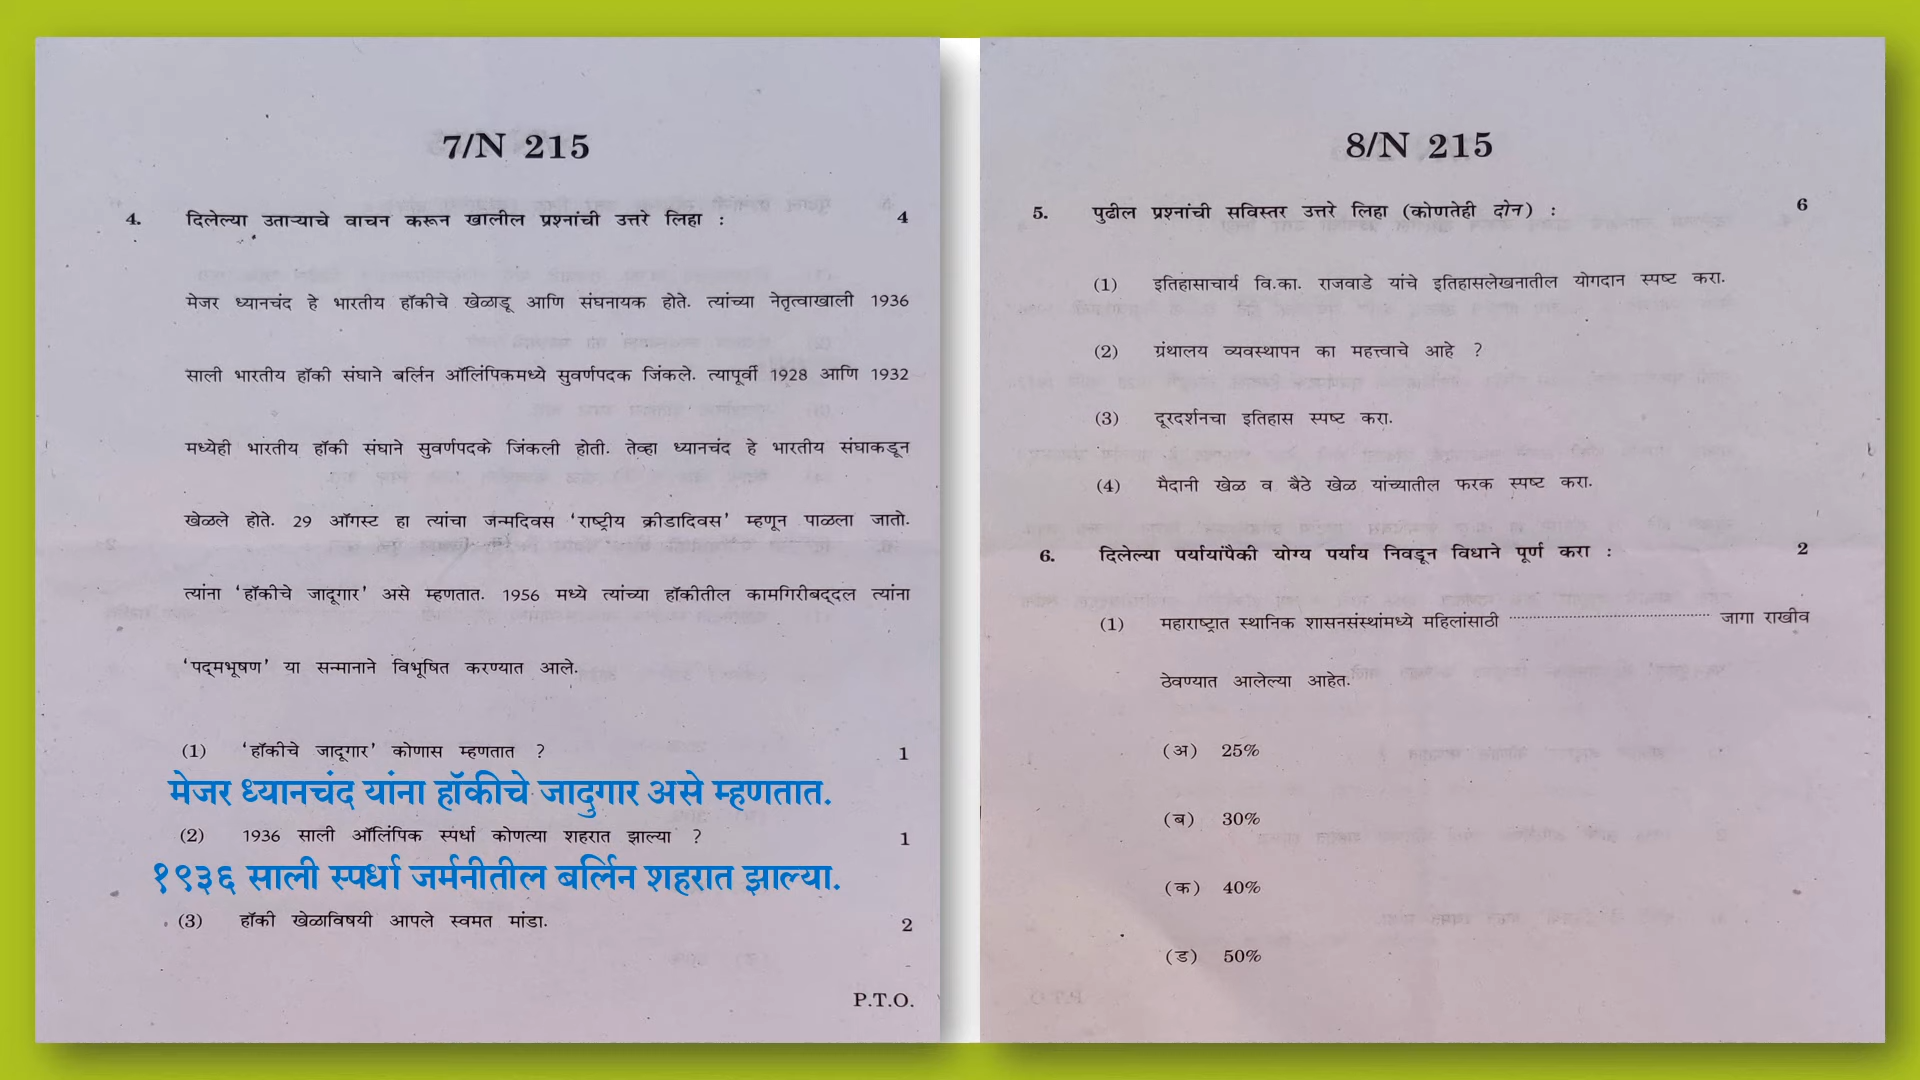 7/N 215
4. दिलेल्या उताऱ्याचे वाचन करून खालील प्रश्नांची उत्तरे लिहा : 4
मेजर ध्यानचंद हे भारतीय हॉकीचे खेळाडू आणि संघनायक होते. त्यांच्या नेतृत्वाखाली 1936
साली भारतीय हॉकी संघाने बर्लिन ऑलिंपिकमध्ये सुवर्णपदक जिंकले. त्यापूर्वी 1928 आणि 1932
मध्येही भारतीय हॉकी संघाने सुवर्णपदके जिंकली होती. तेव्हा ध्यानचंद हे भारतीय संघाकडून
खेळले होते. 29 ऑगस्ट हा त्यांचा जन्मदिवस ‘राष्ट्रीय क्रीडादिवस’ म्हणून पाळला जातो.
त्यांना ‘हॉकीचे जादूगार’ असे म्हणतात. 1956 मध्ये त्यांच्या हॉकीतील कामगिरीबद्दल त्यांना
‘पद्मभूषण’ या सन्मानाने विभूषित करण्यात आले.
(1) ‘हॉकीचे जादूगार’ कोणास म्हणतात ? 1
मेजर ध्यानचंद यांना हॉकीचे जादुगार असे म्हणतात.
(2) 1936 साली ऑलिंपिक स्पर्धा कोणत्या शहरात झाल्या ? 1
१९३६ साली स्पर्धा जर्मनीतील बर्लिन शहरात झाल्या.
(3) हॉकी खेळाविषयी आपले स्वमत मांडा. 2
P.T.O.
8/N 215
5. पुढील प्रश्नांची सविस्तर उत्तरे लिहा (कोणतेही दोन) : 6
(1) इतिहासाचार्य वि.का. राजवाडे यांचे इतिहासलेखनातील योगदान स्पष्ट करा.
(2) ग्रंथालय व्यवस्थापन का महत्त्वाचे आहे ?
(3) दूरदर्शनचा इतिहास स्पष्ट करा.
(4) मैदानी खेळ व बैठे खेळ यांच्यातील फरक स्पष्ट करा.
6. दिलेल्या पर्यायांपैकी योग्य पर्याय निवडून विधाने पूर्ण करा : 2
(1) महाराष्ट्रात स्थानिक शासनसंस्थांमध्ये महिलांसाठी ........................ जागा राखीव
ठेवण्यात आलेल्या आहेत.
(अ) 25%
(ब) 30%
(क) 40%
(ड) 50%